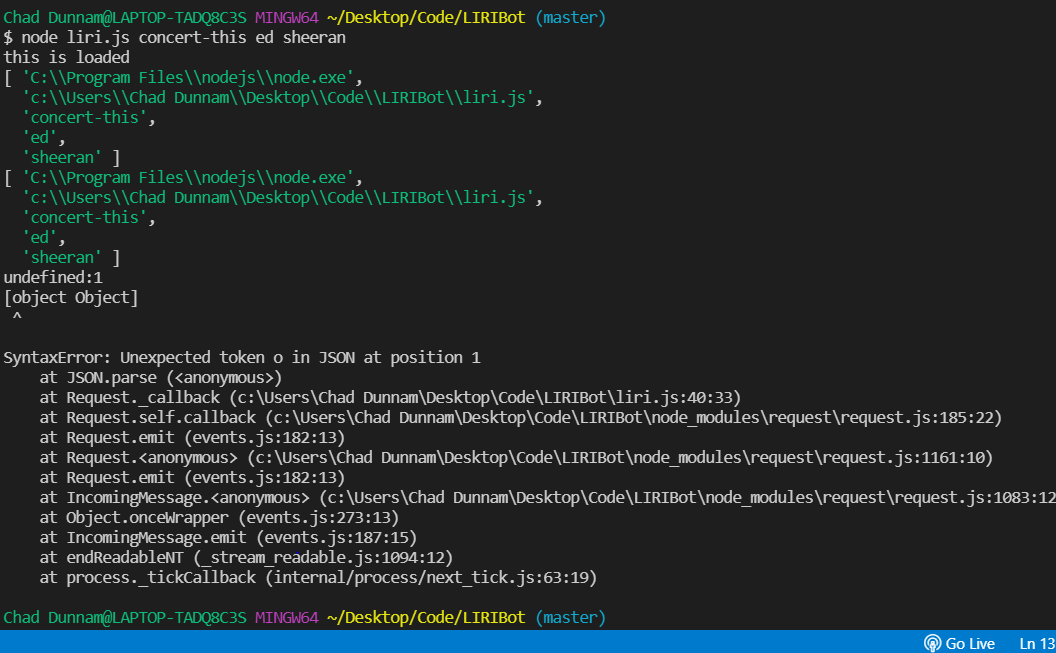 Chad Dunnam@LAPTOP-TADQ8C3S MINGW64 ~/Desktop/Code/LIRIBot (master)
$ node liri.js concert-this ed sheeran
this is loaded
[ 'C:\\Program Files\\nodejs\\node.exe',
  'c:\\Users\\Chad Dunnam\\Desktop\\Code\\LIRIBot\\liri.js',
  'concert-this',
  'ed',
  'sheeran' ]
[ 'C:\\Program Files\\nodejs\\node.exe',
  'c:\\Users\\Chad Dunnam\\Desktop\\Code\\LIRIBot\\liri.js',
  'concert-this',
  'ed',
  'sheeran' ]
undefined:1
[object Object]
 ^
SyntaxError: Unexpected token o in JSON at position 1
    at JSON.parse (<anonymous>)
    at Request._callback (c:\Users\Chad Dunnam\Desktop\Code\LIRIBot\liri.js:40:33)
    at Request.self.callback (c:\Users\Chad Dunnam\Desktop\Code\LIRIBot\node_modules\request\request.js:185:22)
    at Request.emit (events.js:182:13)
    at Request.<anonymous> (c:\Users\Chad Dunnam\Desktop\Code\LIRIBot\node_modules\request\request.js:1161:10)
    at Request.emit (events.js:182:13)
    at IncomingMessage.<anonymous> (c:\Users\Chad Dunnam\Desktop\Code\LIRIBot\node_modules\request\request.js:1083:12
    at Object.onceWrapper (events.js:273:13)
    at IncomingMessage.emit (events.js:187:15)
    at endReadableNT (_stream_readable.js:1094:12)
    at process._tickCallback (internal/process/next_tick.js:63:19)
Chad Dunnam@LAPTOP-TADQ8C3S MINGW64 ~/Desktop/Code/LIRIBot (master)
Go Live Ln 13